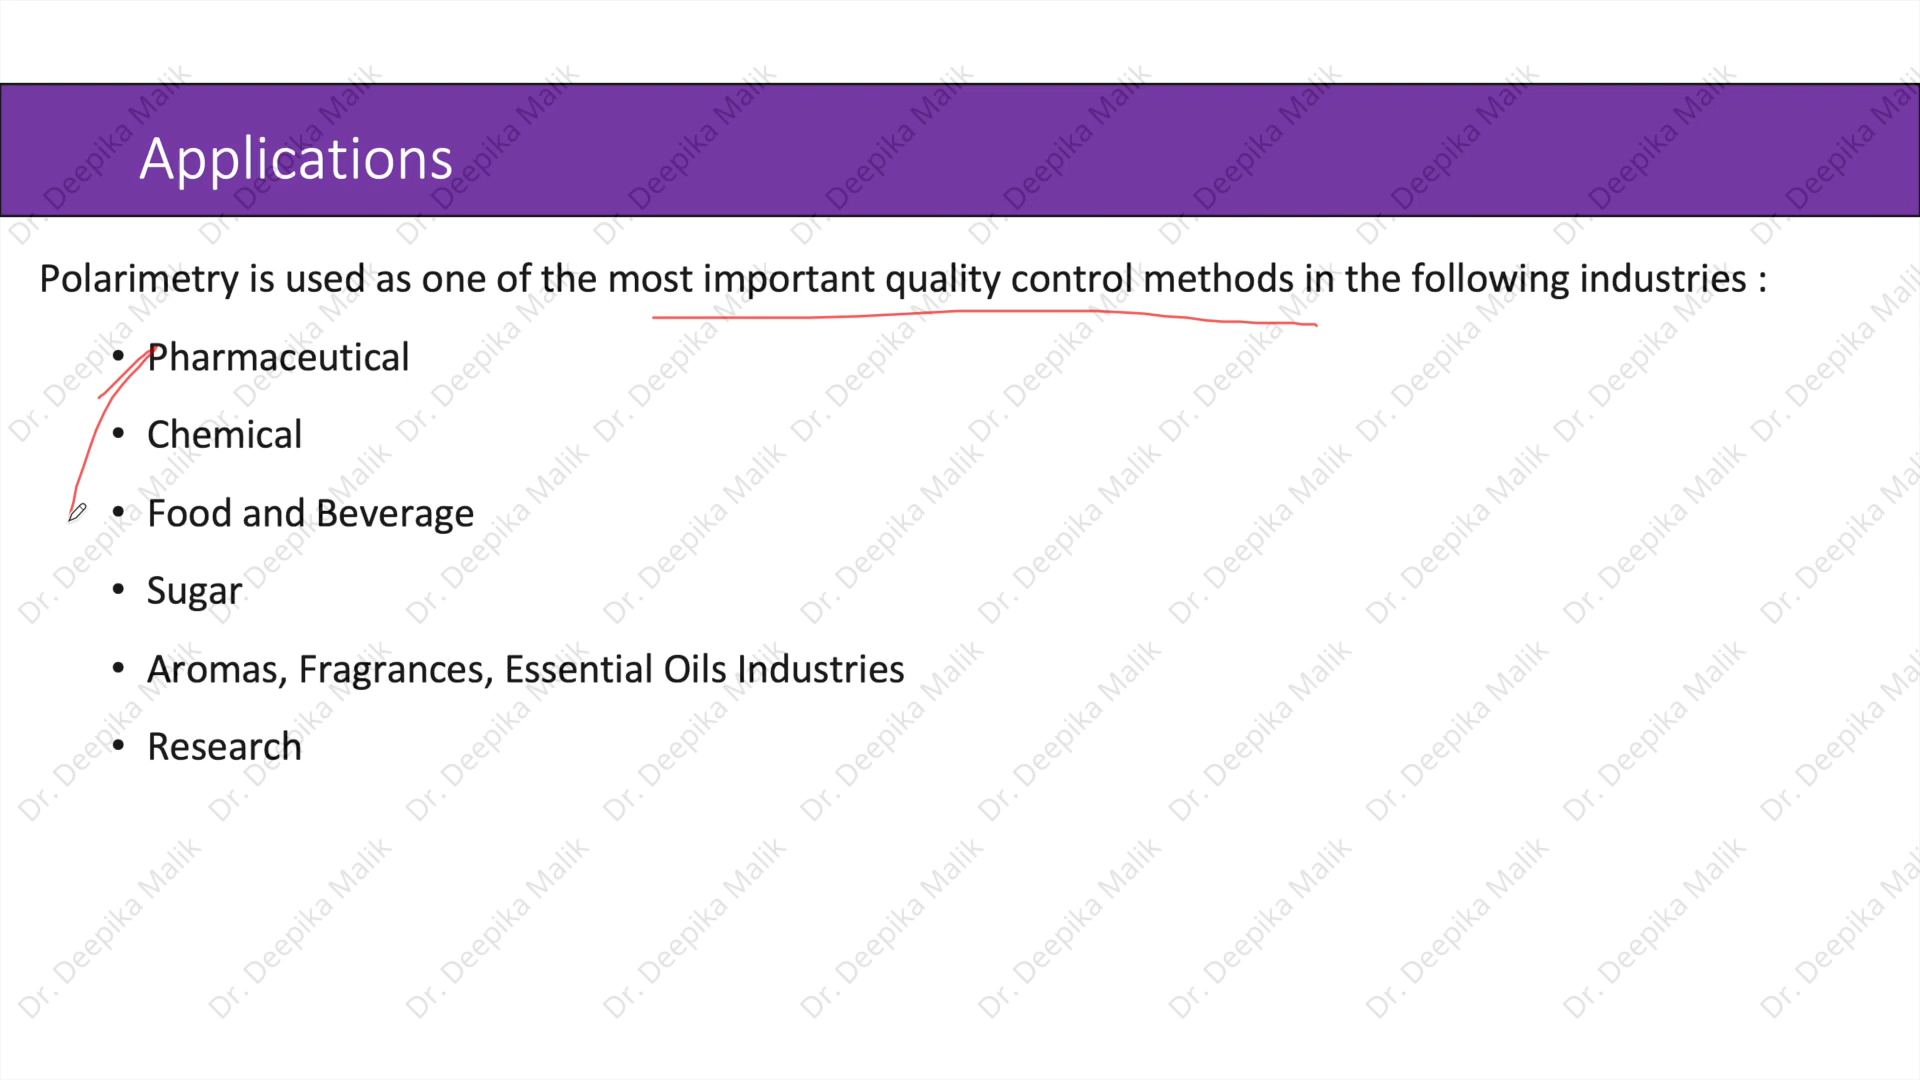 Applications
Polarimetry is used as one of the most important quality control methods in the following industries :
• Pharmaceutical
• Chemical
• Food and Beverage
• Sugar
• Aromas, Fragrances, Essential Oils Industries
• Research
Dr. Deepika Malik